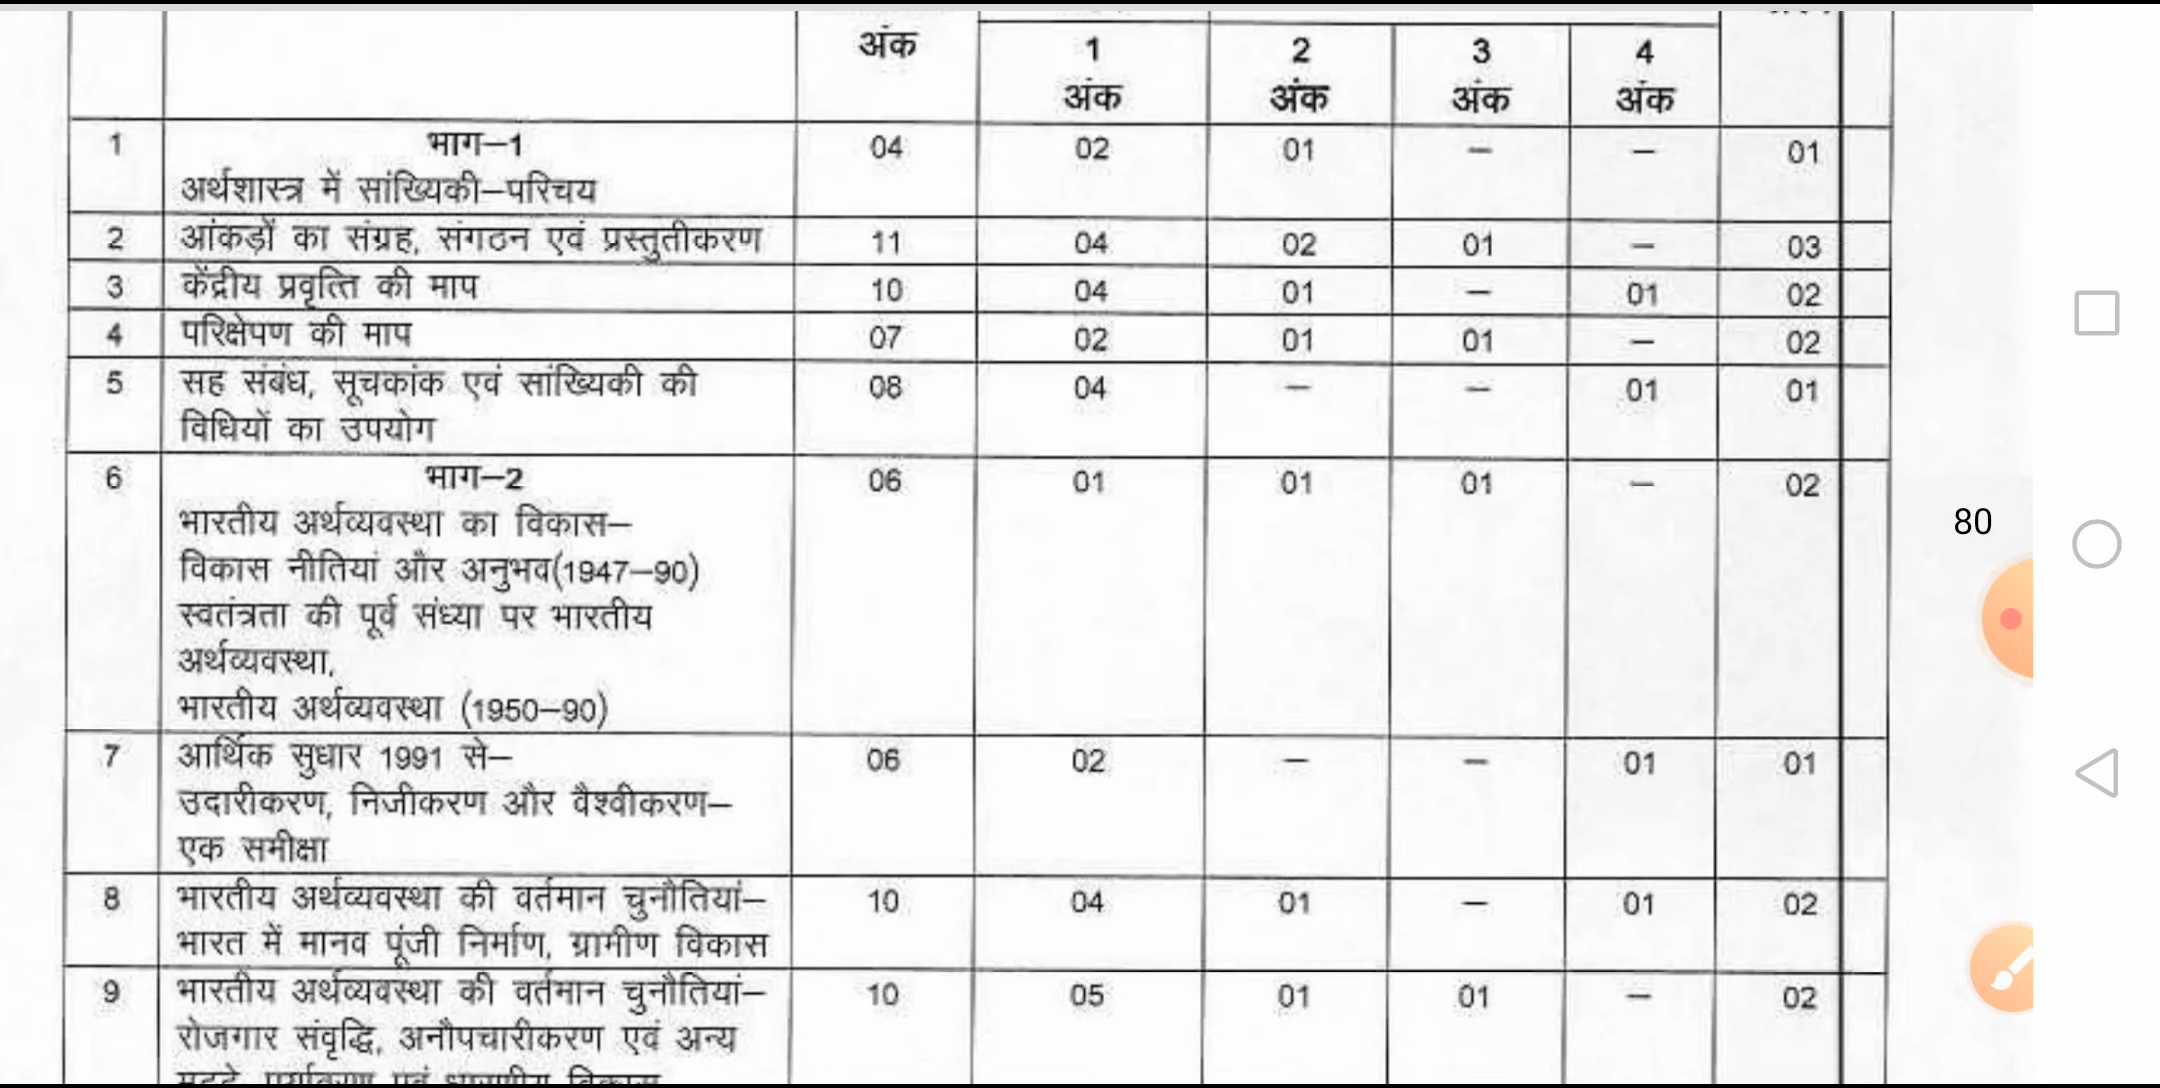 अंक 1 2 3 4
अंक अंक अंक अंक
1 भाग–1 04 02 01 – – 01
अर्थशास्त्र में सांख्यिकी–परिचय
2 आंकड़ों का संग्रह, संगठन एवं प्रस्तुतीकरण 11 04 02 01 – 03
3 केंद्रीय प्रवृत्ति की माप 10 04 01 – 01 02
4 परिक्षेपण की माप 07 02 01 01 – 02
5 सह संबंध, सूचकांक एवं सांख्यिकी की 08 04 – – 01 01
विधियों का उपयोग
6 भाग–2 06 01 01 01 – 02
भारतीय अर्थव्यवस्था का विकास–
विकास नीतियां और अनुभव(1947–90)
स्वतंत्रता की पूर्व संध्या पर भारतीय
अर्थव्यवस्था,
भारतीय अर्थव्यवस्था (1950–90)
7 आर्थिक सुधार 1991 से– 06 02 – – 01 01
उदारीकरण, निजीकरण और वैश्वीकरण–
एक समीक्षा
8 भारतीय अर्थव्यवस्था की वर्तमान चुनौतियां– 10 04 01 – 01 02
भारत में मानव पूंजी निर्माण, ग्रामीण विकास
9 भारतीय अर्थव्यवस्था की वर्तमान चुनौतियां– 10 05 01 01 – 02
रोजगार संवृद्धि, अनौपचारीकरण एवं अन्य
80